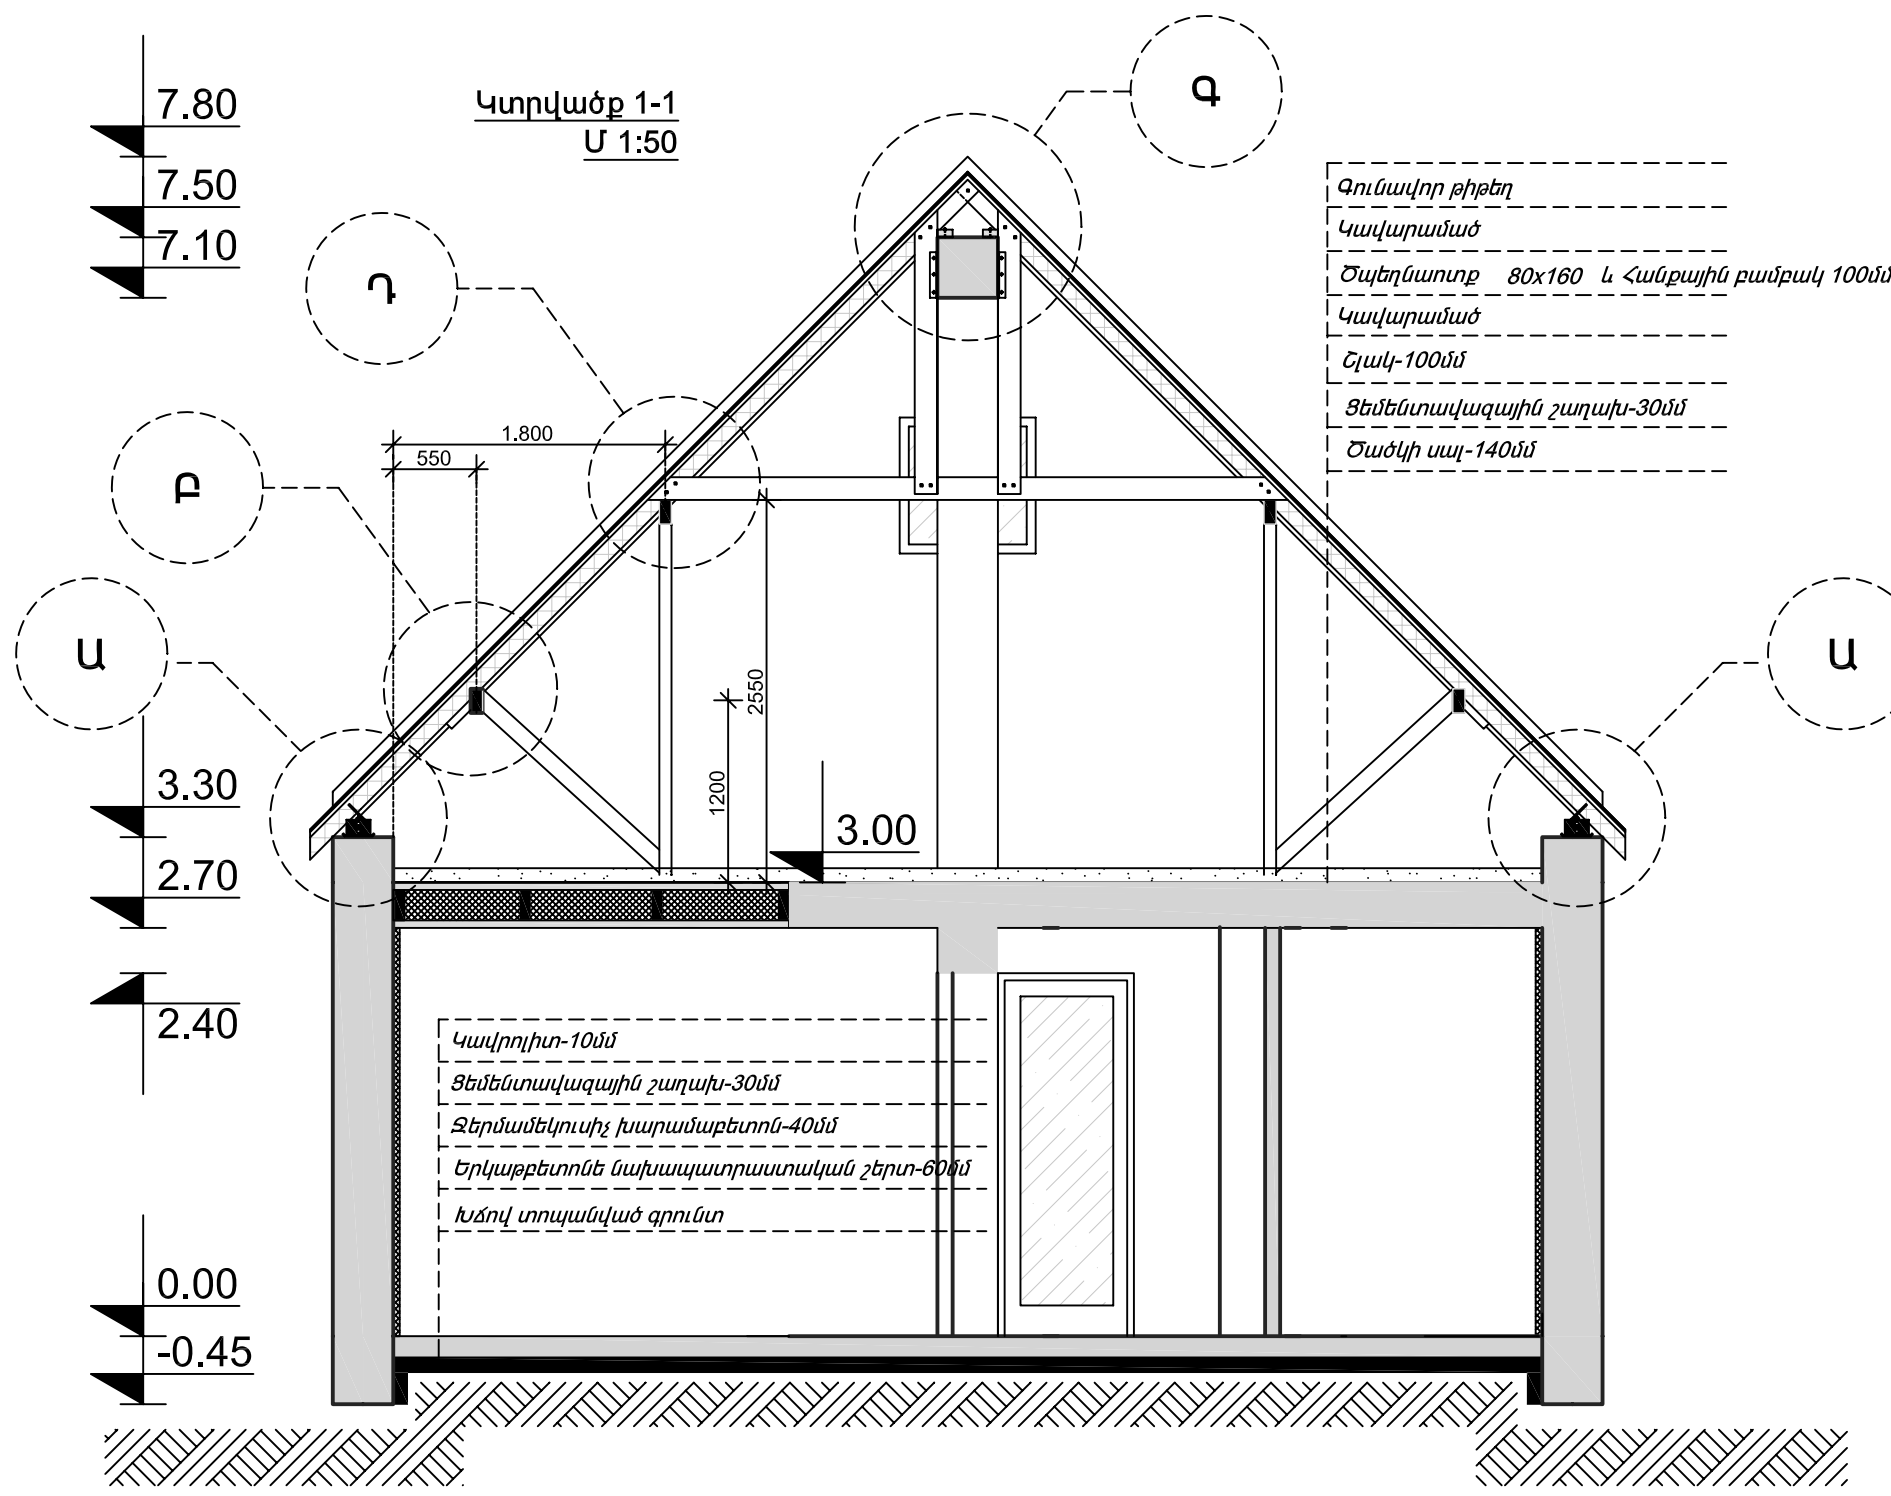 Կտրվածք 1-1
Մ 1:50
7.80
7.50
7.10
3.30
2.70
2.40
0.00
-0.45
3.00
Գ
Դ
Բ
Ա
Ա
1.800
550
2550
1200
Գունավոր թիթեղ
Կավարամած
Ծպեղնաոտք 80x160 և Հանքային բամբակ 100մմ
Կավարամած
Շլակ-100մմ
Ցեմենտավազային շաղախ-30մմ
Ծածկի սալ-140մմ
Կավրոլիտ-10մմ
Ցեմենտավազային շաղախ-30մմ
Ջերմամեկուսիչ խարամաբետոն-40մմ
Երկաթբետոնե նախապատրաստական շերտ-60մմ
Խճով տոպանված գրունտ